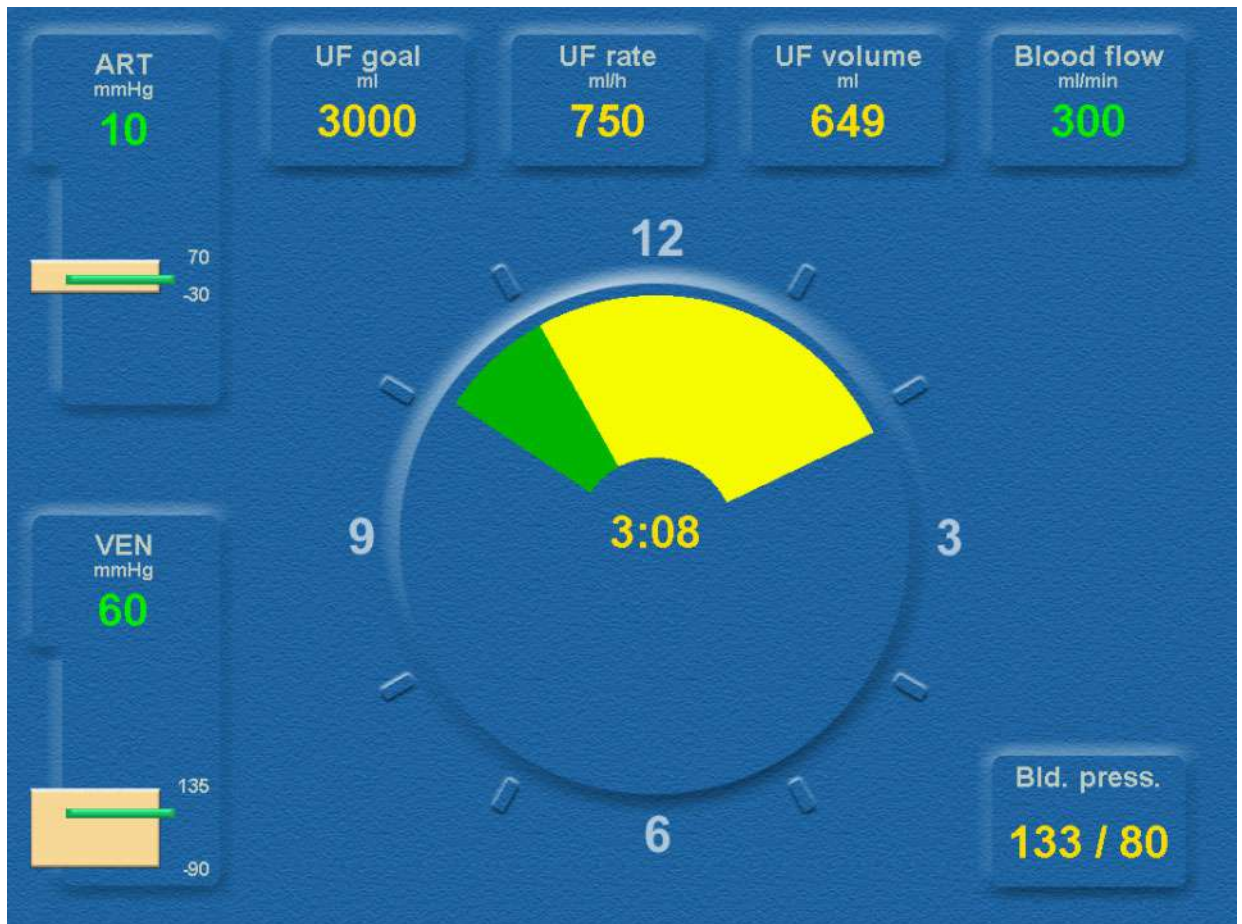 ART
mmHg
10
70
-30
UF goal
ml
3000
UF rate
ml/h
750
UF volume
ml
649
Blood flow
ml/min
300
12
9
3:08
3
6
VEN
mmHg
60
135
-90
Bld. press.
133 / 80